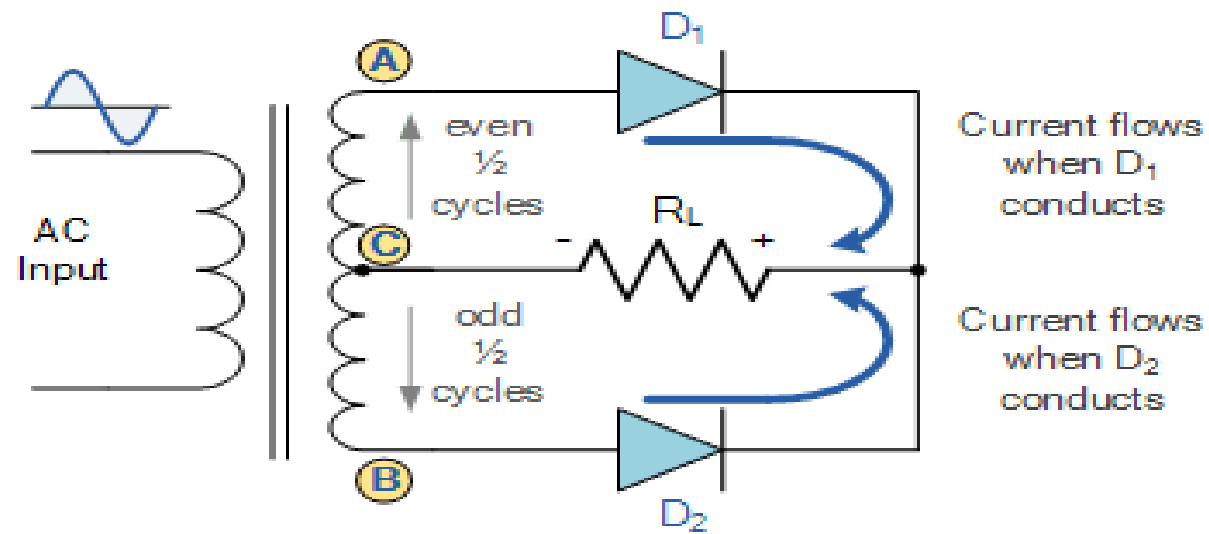 D₁
A
even
½
cycles
Current flows
when D₁
conducts
AC
Input
C
R_L
-
+
odd
½
cycles
Current flows
when D₂
conducts
B
D₂